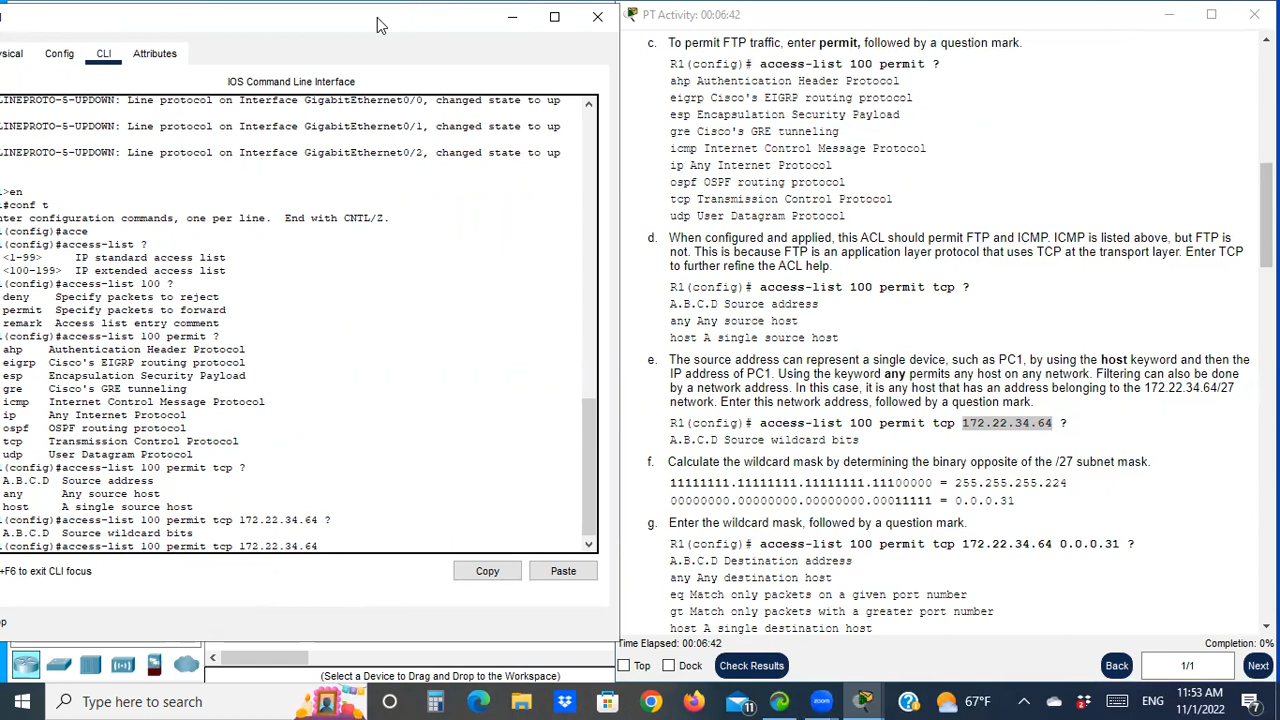 ysical
Config
CLI
Attributes
IOS Command Line Interface
LINEPROTO-5-UPDOWN: Line protocol on Interface GigabitEthernet0/0, changed state to up
LINEPROTO-5-UPDOWN: Line protocol on Interface GigabitEthernet0/1, changed state to up
LINEPROTO-5-UPDOWN: Line protocol on Interface GigabitEthernet0/2, changed state to up
>en
#conf t
nter configuration commands, one per line. End with CNTL/Z.
(config)#acce
(config)#access-list ?
<1-99> IP standard access list
<100-199> IP extended access list
(config)#access-list 100 ?
deny Specify packets to reject
permit Specify packets to forward
remark Access list entry comment
(config)#access-list 100 permit ?
ahp Authentication Header Protocol
eigrp Cisco's EIGRP routing protocol
esp Encapsulation Security Payload
gre Cisco's GRE tunneling
icmp Internet Control Message Protocol
ip Any Internet Protocol
ospf OSPF routing protocol
tcp Transmission Control Protocol
udp User Datagram Protocol
(config)#access-list 100 permit tcp ?
A.B.C.D Source address
any Any source host
host A single source host
(config)#access-list 100 permit tcp 172.22.34.64 ?
A.B.C.D Source wildcard bits
(config)#access-list 100 permit tcp 172.22.34.64
+F6 to exit CLI focus
Copy
Paste
op
(Select a Device to Drag and Drop to the Workspace)
PT Activity: 00:06:42
c. To permit FTP traffic, enter permit, followed by a question mark.
R1(config)# access-list 100 permit ?
ahp Authentication Header Protocol
eigrp Cisco's EIGRP routing protocol
esp Encapsulation Security Payload
gre Cisco's GRE tunneling
icmp Internet Control Message Protocol
ip Any Internet Protocol
ospf OSPF routing protocol
tcp Transmission Control Protocol
udp User Datagram Protocol
d. When configured and applied, this ACL should permit FTP and ICMP. ICMP is listed above, but FTP is
not. This is because FTP is an application layer protocol that uses TCP at the transport layer. Enter TCP
to further refine the ACL help.
R1(config)# access-list 100 permit tcp ?
A.B.C.D Source address
any Any source host
host A single source host
e. The source address can represent a single device, such as PC1, by using the host keyword and then the
IP address of PC1. Using the keyword any permits any host on any network. Filtering can also be done
by a network address. In this case, it is any host that has an address belonging to the 172.22.34.64/27
network. Enter this network address, followed by a question mark.
R1(config)# access-list 100 permit tcp 172.22.34.64 ?
A.B.C.D Source wildcard bits
f. Calculate the wildcard mask by determining the binary opposite of the /27 subnet mask.
11111111.11111111.11111111.11100000 = 255.255.255.224
00000000.00000000.00000000.00011111 = 0.0.0.31
g. Enter the wildcard mask, followed by a question mark.
R1(config)# access-list 100 permit tcp 172.22.34.64 0.0.0.31 ?
A.B.C.D Destination address
any Any destination host
eq Match only packets on a given port number
gt Match only packets with a greater port number
host A single destination host
Time Elapsed: 00:06:42
Completion: 0%
Top
Dock
Check Results
Back
1/1
Next
Type here to search
11
67°F
ENG
11:53 AM
11/1/2022
7